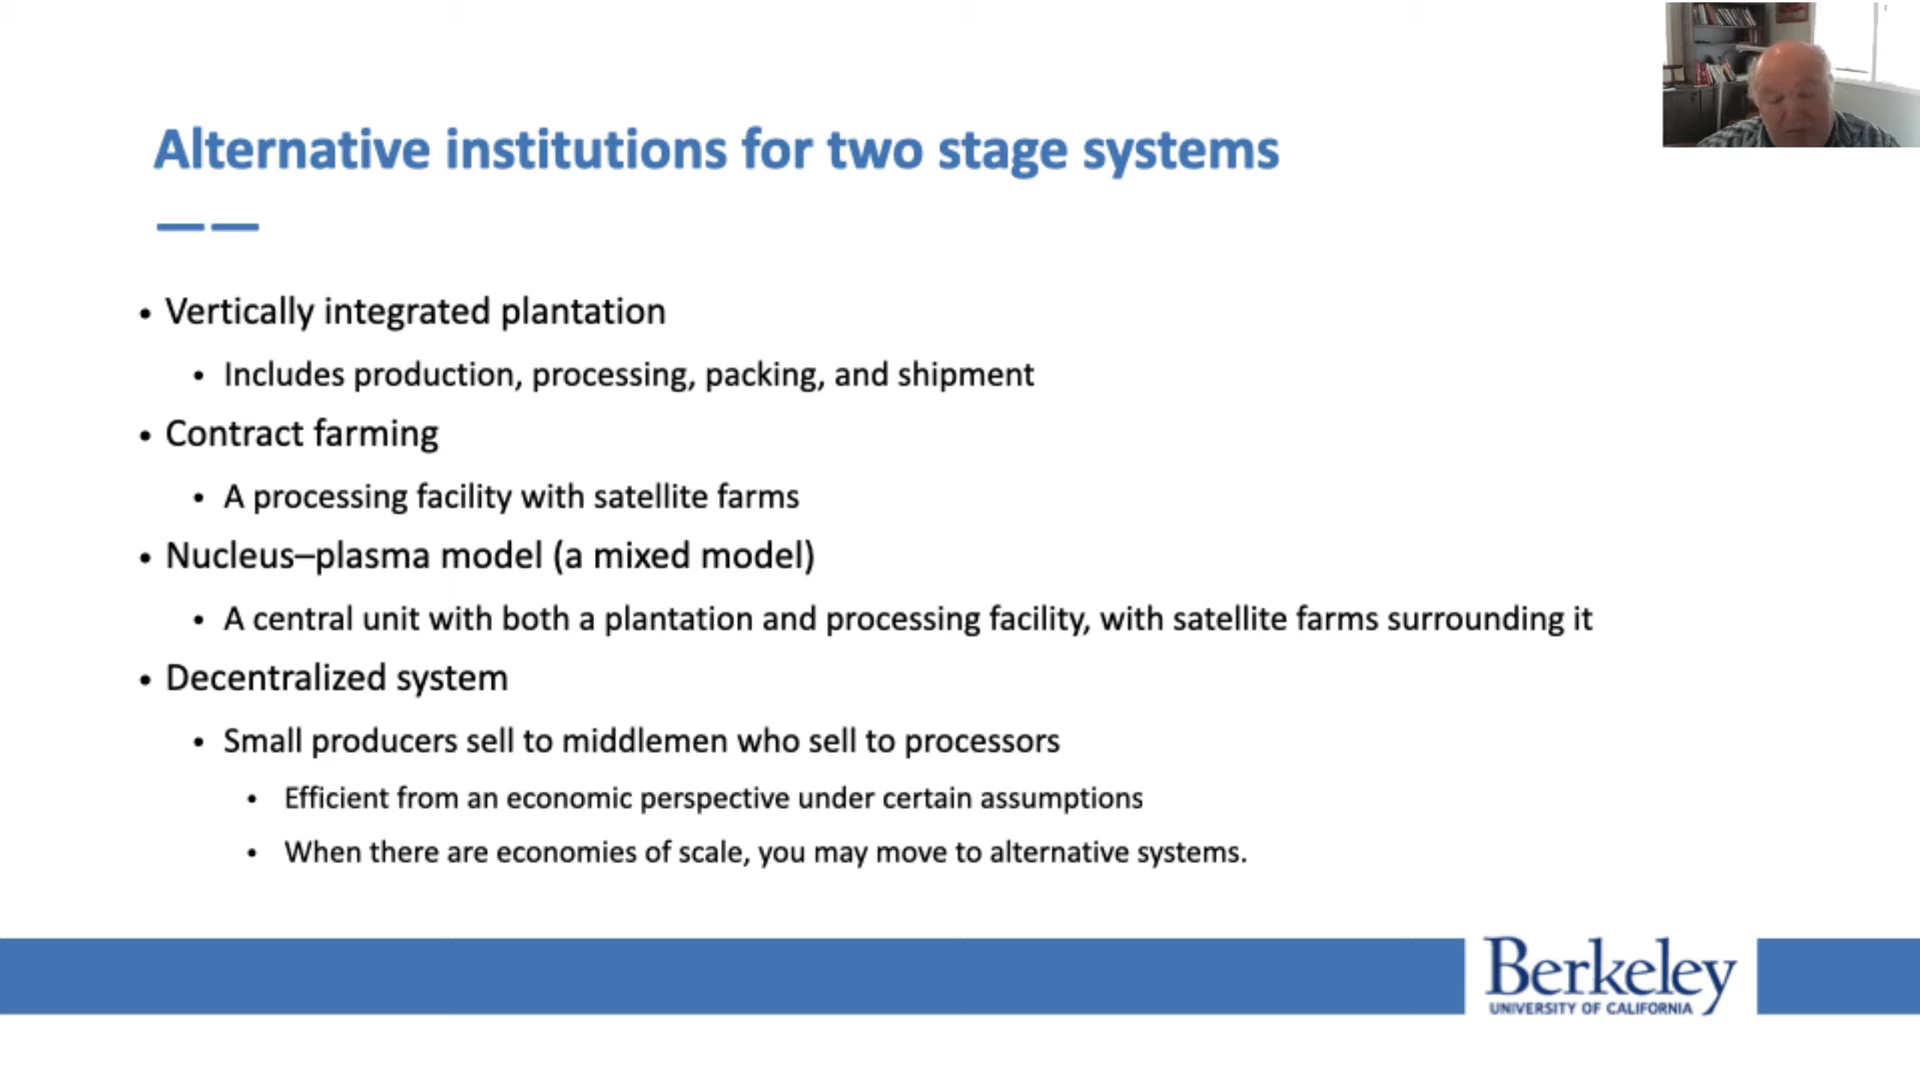 Alternative institutions for two stage systems
• Vertically integrated plantation
• Includes production, processing, packing, and shipment
• Contract farming
• A processing facility with satellite farms
• Nucleus–plasma model (a mixed model)
• A central unit with both a plantation and processing facility, with satellite farms surrounding it
• Decentralized system
• Small producers sell to middlemen who sell to processors
• Efficient from an economic perspective under certain assumptions
• When there are economies of scale, you may move to alternative systems.
Berkeley
UNIVERSITY OF CALIFORNIA